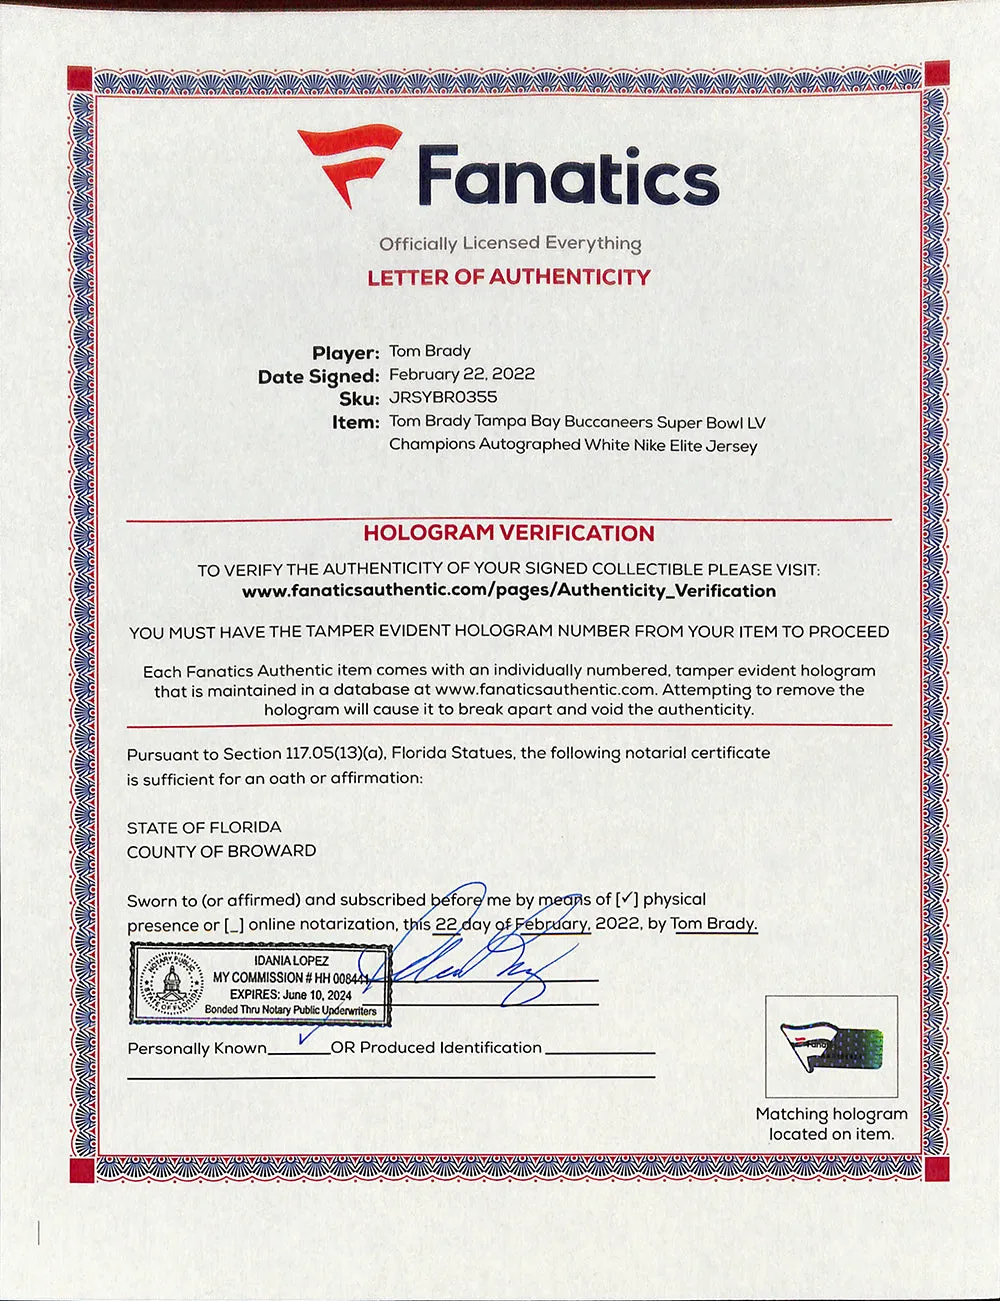 Fanatics
Officially Licensed Everything
LETTER OF AUTHENTICITY
Player: Tom Brady
Date Signed: February 22, 2022
Sku: JRSYBR0355
Item: Tom Brady Tampa Bay Buccaneers Super Bowl LV
Champions Autographed White Nike Elite Jersey
HOLOGRAM VERIFICATION
TO VERIFY THE AUTHENTICITY OF YOUR SIGNED COLLECTIBLE PLEASE VISIT:
www.fanaticsauthentic.com/pages/Authenticity_Verification
YOU MUST HAVE THE TAMPER EVIDENT HOLOGRAM NUMBER FROM YOUR ITEM TO PROCEED
Each Fanatics Authentic item comes with an individually numbered, tamper evident hologram
that is maintained in a database at www.fanaticsauthentic.com. Attempting to remove the
hologram will cause it to break apart and void the authenticity.
Pursuant to Section 117.05(13)(a), Florida Statues, the following notarial certificate
is sufficient for an oath or affirmation:
STATE OF FLORIDA
COUNTY OF BROWARD
Sworn to (or affirmed) and subscribed before me by means of [✓] physical
presence or [_] online notarization, this 22 day of February, 2022, by Tom Brady.
NOTARY PUBLIC
STATE OF FLORIDA
IDANIA LOPEZ
MY COMMISSION # HH 008441
EXPIRES: June 10, 2024
Bonded Thru Notary Public Underwriters
Personally Known ✓ OR Produced Identification
Matching hologram
located on item.